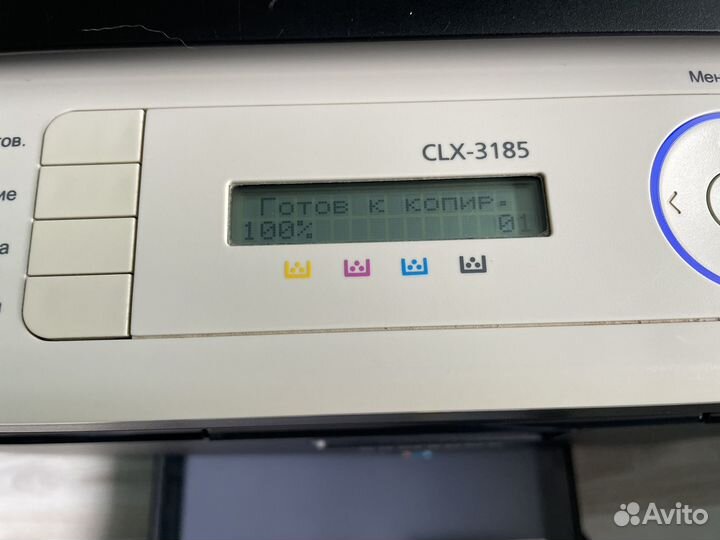 Мен
тов.
CLX-3185
ие
Готов к копир.
100% 01
а
Avito